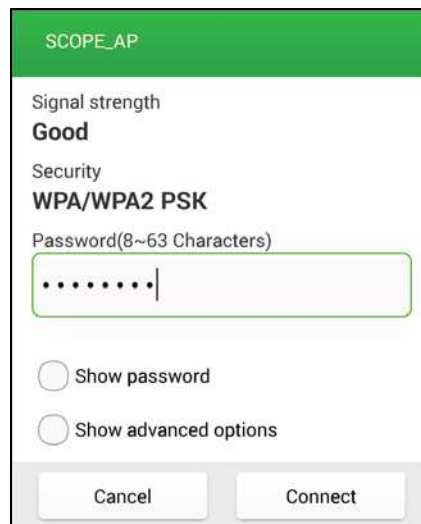 SCOPE_AP
Signal strength
Good
Security
WPA/WPA2 PSK
Password(8~63 Characters)
••••••••
Show password
Show advanced options
Cancel Connect